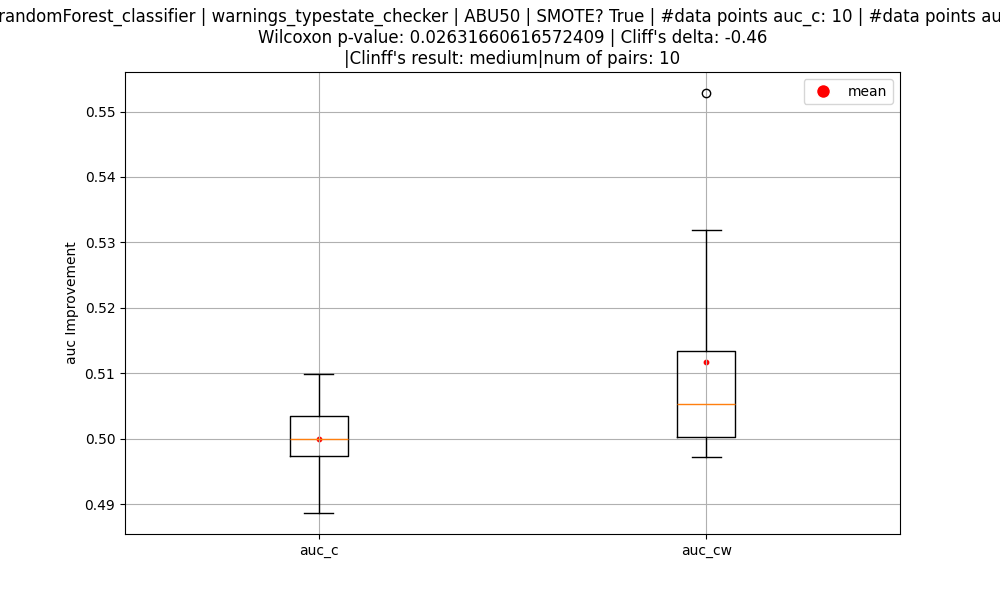 randomForest_classifier | warnings_typestate_checker | ABU50 | SMOTE? True | #data points auc_c: 10 | #data points au
Wilcoxon p-value: 0.02631660616572409 | Cliff's delta: -0.46
|Clinff's result: medium|num of pairs: 10
mean
0.55
0.54
0.53
0.52
0.51
0.50
0.49
auc Improvement
auc_c
auc_cw